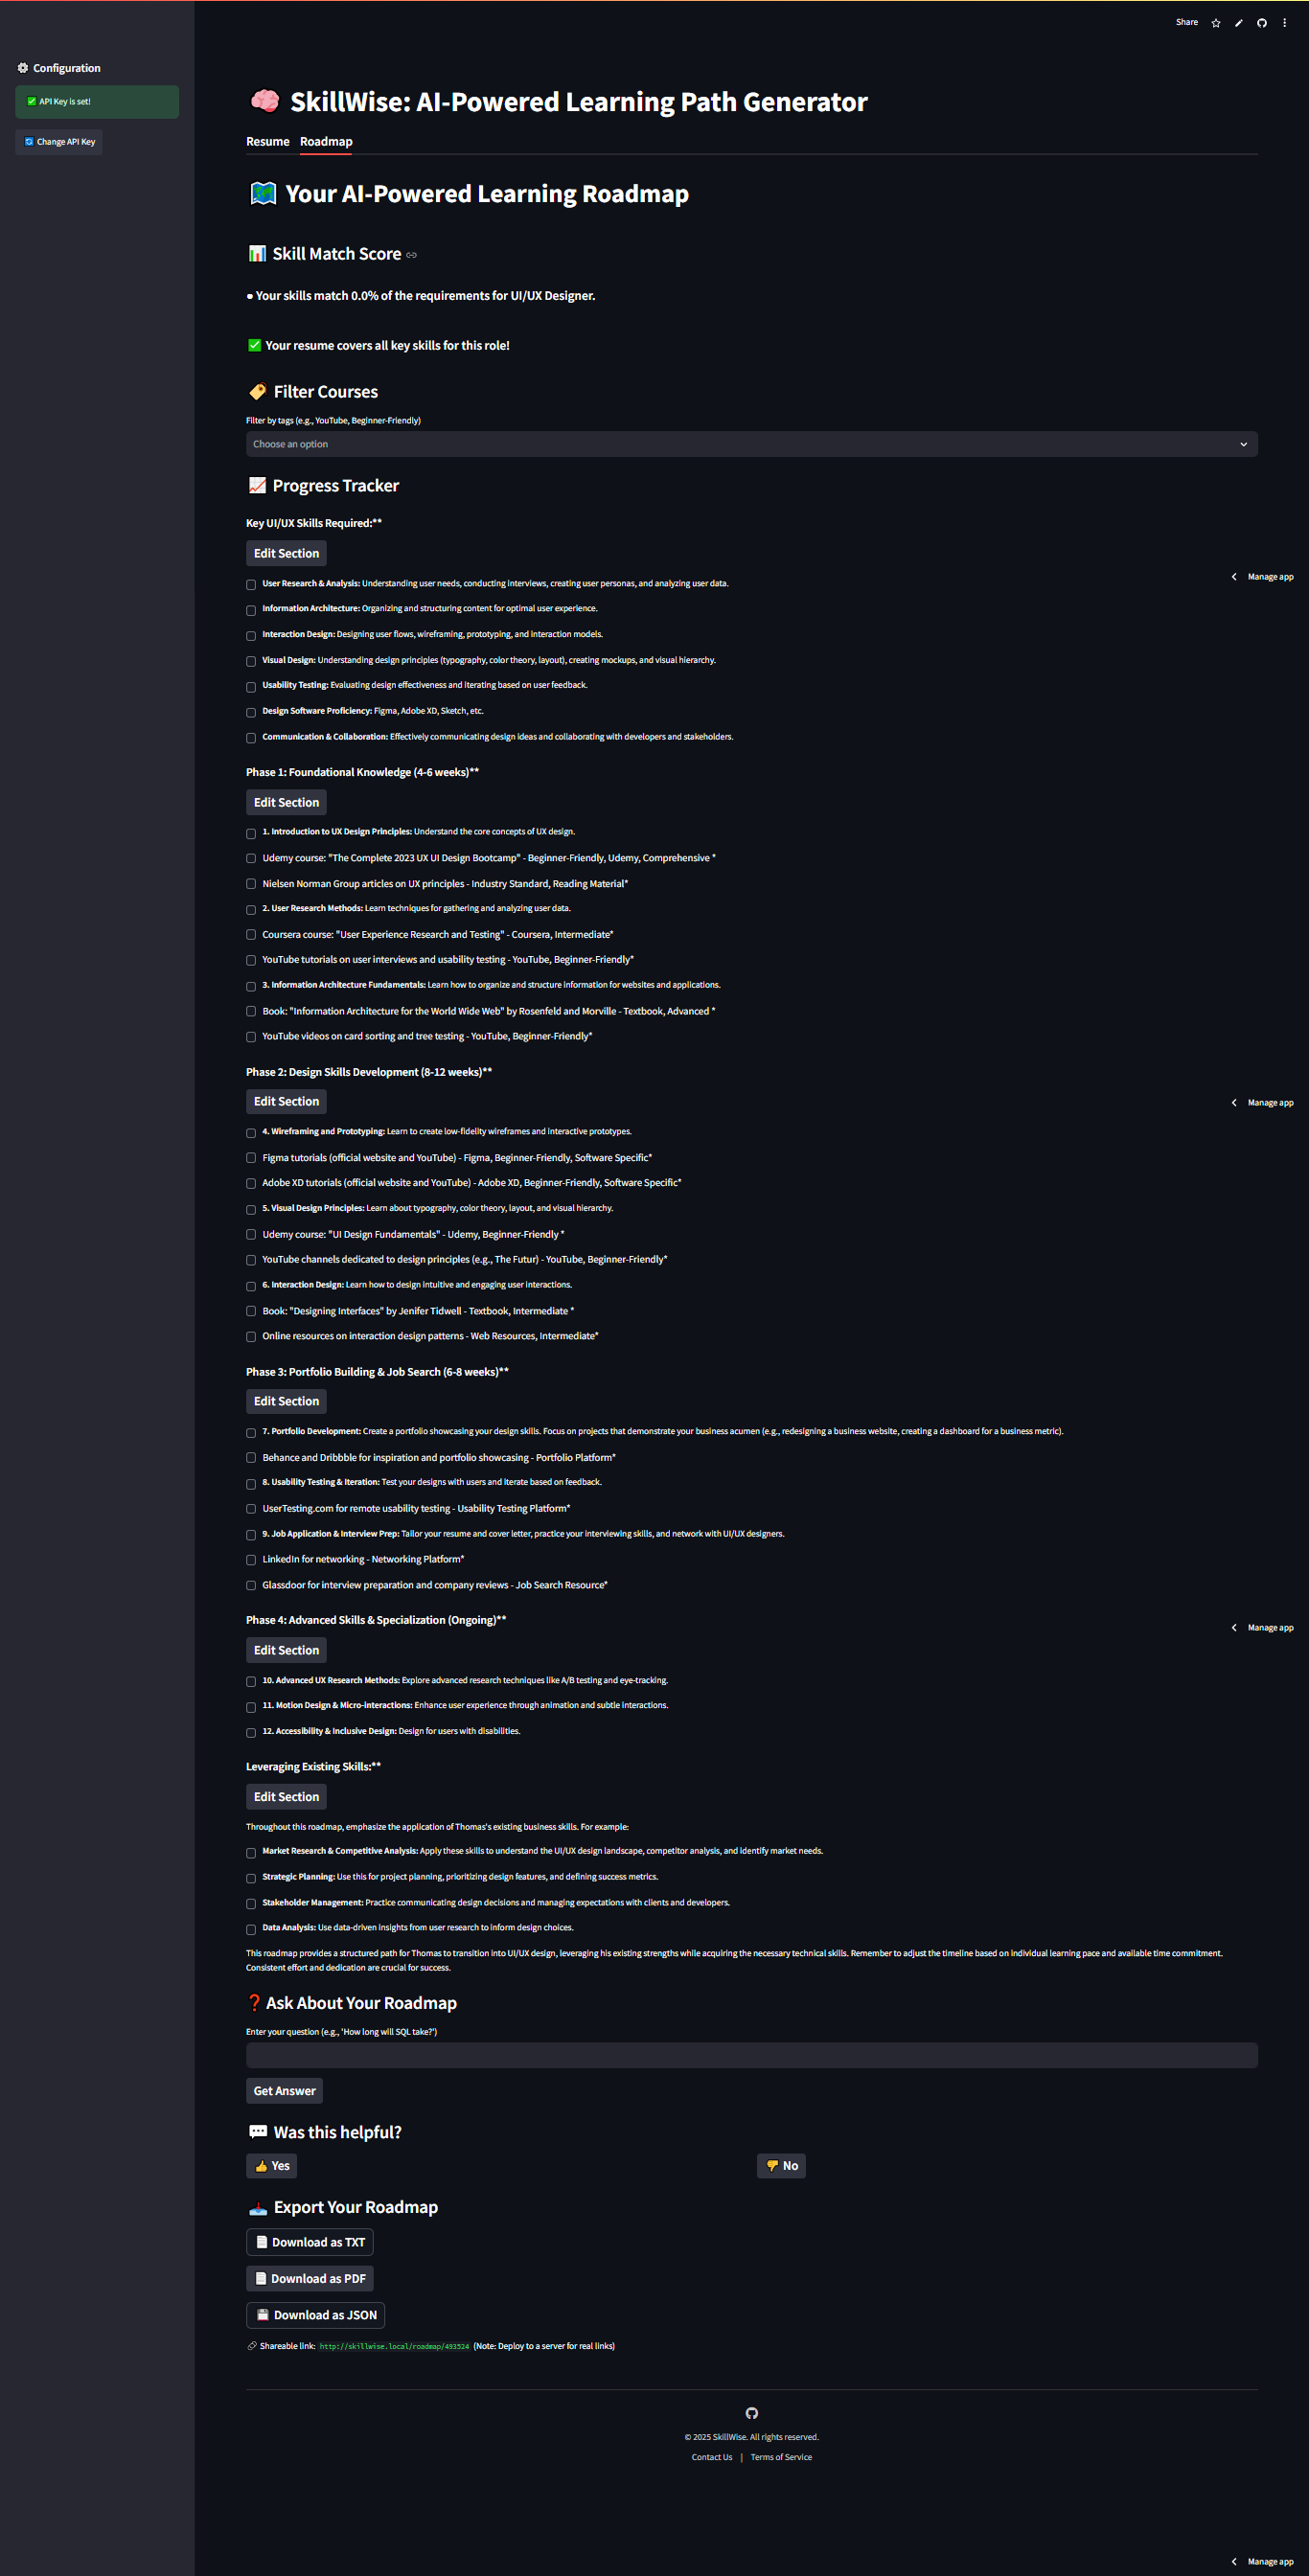 Share
⚙️ Configuration
✅ API Key is set!
🔄 Change API Key
🧠 SkillWise: AI-Powered Learning Path Generator
Resume Roadmap
🗺️ Your AI-Powered Learning Roadmap
📊 Skill Match Score
Your skills match 0.0% of the requirements for UI/UX Designer.
✅ Your resume covers all key skills for this role!
🏷️ Filter Courses
Filter by tags (e.g., YouTube, Beginner-Friendly)
Choose an option
📈 Progress Tracker
Key UI/UX Skills Required:**
Edit Section
Manage app
User Research & Analysis: Understanding user needs, conducting interviews, creating user personas, and analyzing user data.
Information Architecture: Organizing and structuring content for optimal user experience.
Interaction Design: Designing user flows, wireframing, prototyping, and interaction models.
Visual Design: Understanding design principles (typography, color theory, layout), creating mockups, and visual hierarchy.
Usability Testing: Evaluating design effectiveness and iterating based on user feedback.
Design Software Proficiency: Figma, Adobe XD, Sketch, etc.
Communication & Collaboration: Effectively communicating design ideas and collaborating with developers and stakeholders.
Phase 1: Foundational Knowledge (4-6 weeks)**
Edit Section
1. Introduction to UX Design Principles: Understand the core concepts of UX design.
Udemy course: "The Complete 2023 UX UI Design Bootcamp" - Beginner-Friendly, Udemy, Comprehensive *
Nielsen Norman Group articles on UX principles - Industry Standard, Reading Material*
2. User Research Methods: Learn techniques for gathering and analyzing user data.
Coursera course: "User Experience Research and Testing" - Coursera, Intermediate*
YouTube tutorials on user interviews and usability testing - YouTube, Beginner-Friendly*
3. Information Architecture Fundamentals: Learn how to organize and structure information for websites and applications.
Book: "Information Architecture for the World Wide Web" by Rosenfeld and Morville - Textbook, Advanced *
YouTube videos on card sorting and tree testing - YouTube, Beginner-Friendly*
Phase 2: Design Skills Development (8-12 weeks)**
Edit Section
Manage app
4. Wireframing and Prototyping: Learn to create low-fidelity wireframes and interactive prototypes.
Figma tutorials (official website and YouTube) - Figma, Beginner-Friendly, Software Specific*
Adobe XD tutorials (official website and YouTube) - Adobe XD, Beginner-Friendly, Software Specific*
5. Visual Design Principles: Learn about typography, color theory, layout, and visual hierarchy.
Udemy course: "UI Design Fundamentals" - Udemy, Beginner-Friendly *
YouTube channels dedicated to design principles (e.g., The Futur) - YouTube, Beginner-Friendly*
6. Interaction Design: Learn how to design intuitive and engaging user interactions.
Book: "Designing Interfaces" by Jenifer Tidwell - Textbook, Intermediate *
Online resources on interaction design patterns - Web Resources, Intermediate*
Phase 3: Portfolio Building & Job Search (6-8 weeks)**
Edit Section
7. Portfolio Development: Create a portfolio showcasing your design skills. Focus on projects that demonstrate your business acumen (e.g., redesigning a business website, creating a dashboard for a business metric).
Behance and Dribbble for inspiration and portfolio showcasing - Portfolio Platform*
8. Usability Testing & Iteration: Test your designs with users and iterate based on feedback.
UserTesting.com for remote usability testing - Usability Testing Platform*
9. Job Application & Interview Prep: Tailor your resume and cover letter, practice your interviewing skills, and network with UI/UX designers.
LinkedIn for networking - Networking Platform*
Glassdoor for interview preparation and company reviews - Job Search Resource*
Phase 4: Advanced Skills & Specialization (Ongoing)**
Manage app
Edit Section
10. Advanced UX Research Methods: Explore advanced research techniques like A/B testing and eye-tracking.
11. Motion Design & Micro-interactions: Enhance user experience through animation and subtle interactions.
12. Accessibility & Inclusive Design: Design for users with disabilities.
Leveraging Existing Skills:**
Edit Section
Throughout this roadmap, emphasize the application of Thomas's existing business skills. For example:
Market Research & Competitive Analysis: Apply these skills to understand the UI/UX design landscape, competitor analysis, and identify market needs.
Strategic Planning: Use this for project planning, prioritizing design features, and defining success metrics.
Stakeholder Management: Practice communicating design decisions and managing expectations with clients and developers.
Data Analysis: Use data-driven insights from user research to inform design choices.
This roadmap provides a structured path for Thomas to transition into UI/UX design, leveraging his existing strengths while acquiring the necessary technical skills. Remember to adjust the timeline based on individual learning pace and available time commitment.
Consistent effort and dedication are crucial for success.
❓ Ask About Your Roadmap
Enter your question (e.g., 'How long will SQL take?')
Get Answer
💬 Was this helpful?
👍 Yes
👎 No
📥 Export Your Roadmap
📄 Download as TXT
📄 Download as PDF
💾 Download as JSON
🔗 Shareable link: http://skillwise.local/roadmap/493524 (Note: Deploy to a server for real links)
© 2025 SkillWise. All rights reserved.
Contact Us | Terms of Service
Manage app